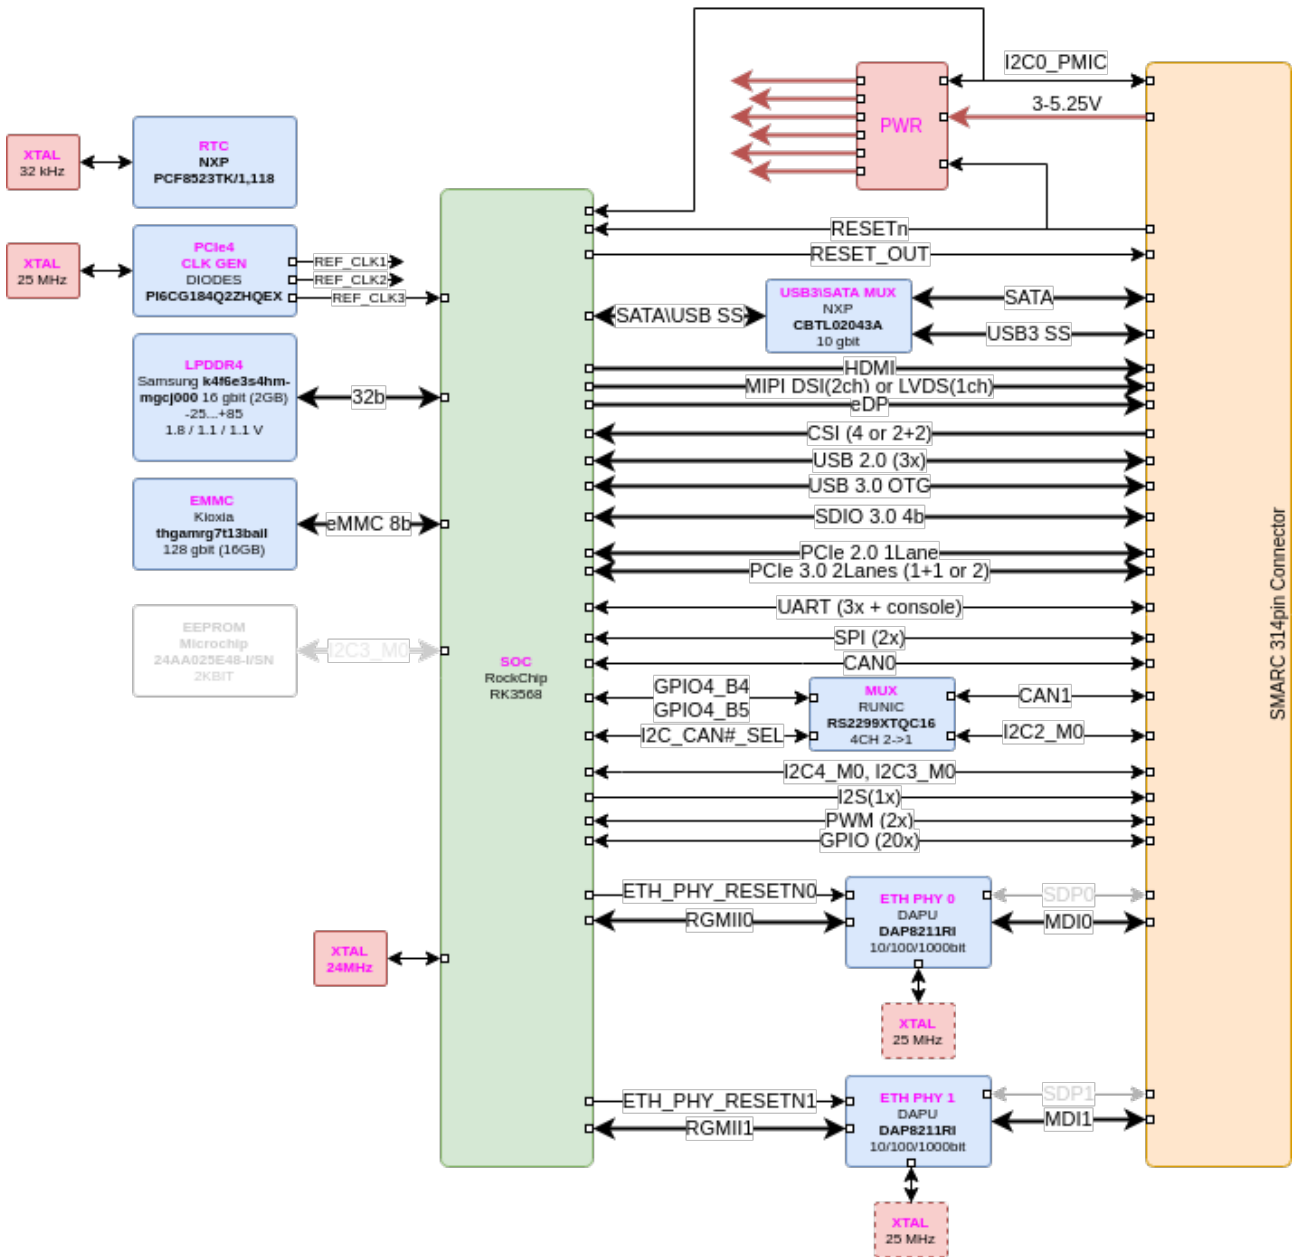 I2C0_PMIC
3-5.25V
PWR
XTAL
32 kHz
RTC
NXP
PCF8523TK/1,118
XTAL
25 MHz
PCIe4
CLK GEN
DIODES
PI6CG184Q2ZHQEX
REF_CLK1
REF_CLK2
REF_CLK3
RESETn
RESET_OUT
SATA\USB SS
USB3\SATA MUX
NXP
CBTL02043A
10 gbit
SATA
USB3 SS
LPDDR4
Samsung k4f6e3s4hm-
mgcj000 16 gbit (2GB)
-25...+85
1.8 / 1.1 / 1.1 V
32b
HDMI
MIPI DSI(2ch) or LVDS(1ch)
eDP
CSI (4 or 2+2)
USB 2.0 (3x)
USB 3.0 OTG
SDIO 3.0 4b
EMMC
Kioxia
thgamrg7t13bail
128 gbit (16GB)
eMMC 8b
PCIe 2.0 1Lane
PCIe 3.0 2Lanes (1+1 or 2)
UART (3x + console)
SPI (2x)
CAN0
EEPROM
Microchip
24AA025E48-I/SN
2KBIT
I2C3_M0
SOC
RockChip
RK3568
GPIO4_B4
GPIO4_B5
I2C_CAN#_SEL
MUX
RUNIC
RS2299XTQC16
4CH 2->1
CAN1
I2C2_M0
SMARC 314pin Connector
I2C4_M0, I2C3_M0
I2S(1x)
PWM (2x)
GPIO (20x)
ETH_PHY_RESETN0
RGMII0
ETH PHY 0
DAPU
DAP8211RI
10/100/1000bit
SDP0
MDI0
XTAL
24MHz
XTAL
25 MHz
ETH_PHY_RESETN1
RGMII1
ETH PHY 1
DAPU
DAP8211RI
10/100/1000bit
SDP1
MDI1
XTAL
25 MHz